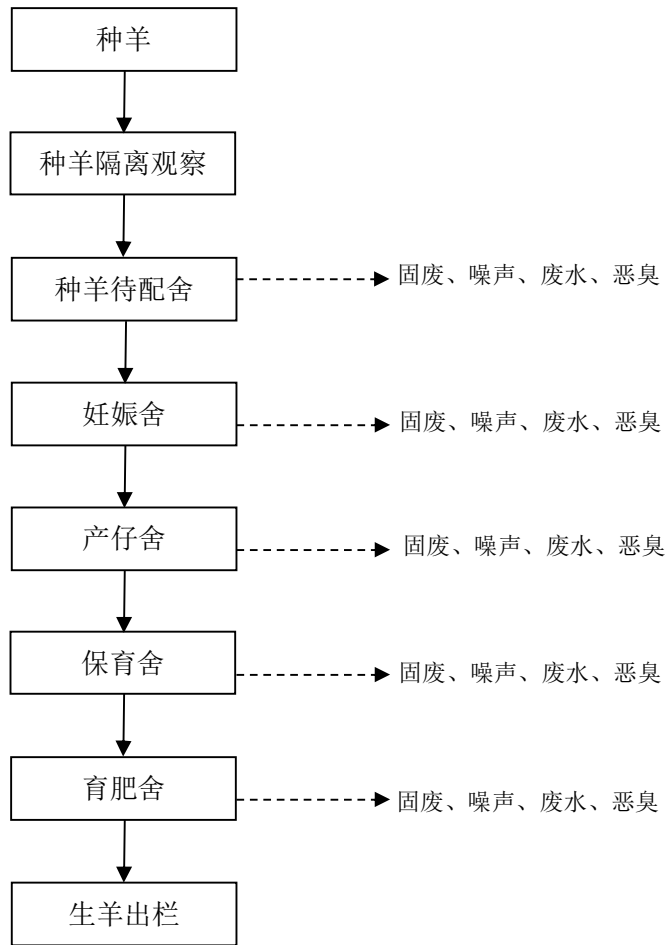 种羊
种羊隔离观察
种羊待配舍
固废、噪声、废水、恶臭
妊娠舍
固废、噪声、废水、恶臭
产仔舍
固废、噪声、废水、恶臭
保育舍
固废、噪声、废水、恶臭
育肥舍
固废、噪声、废水、恶臭
生羊出栏